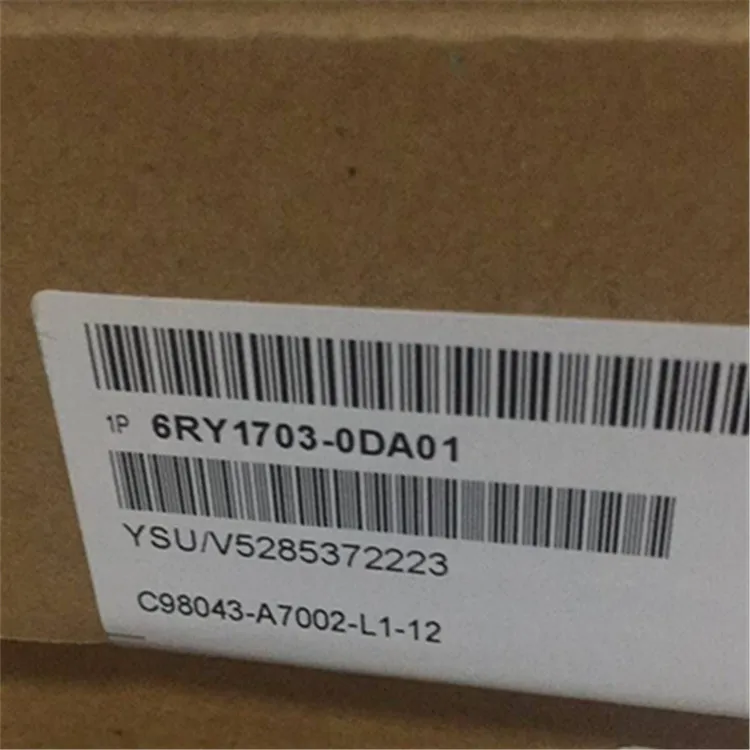 1P 6RY1703-0DA01
YSU/V5285372223
C98043-A7002-L1-12